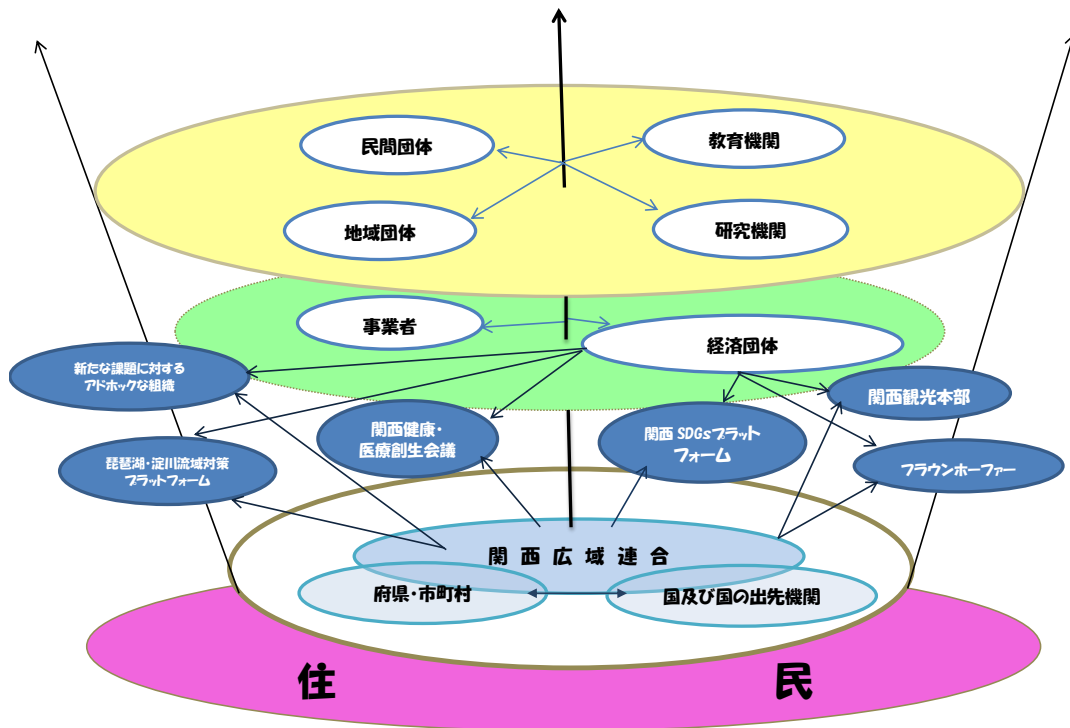 民間団体
教育機関
地域団体
研究機関
事業者
経済団体
新たな課題に対する
アドホックな組織
関西観光本部
関西健康・
医療創生会議
関西 SDGsプラット
フォーム
琵琶湖・淀川流域対策
プラットフォーム
フラウンホーファー
関西広域連合
府県・市町村
国及び国の出先機関
住民